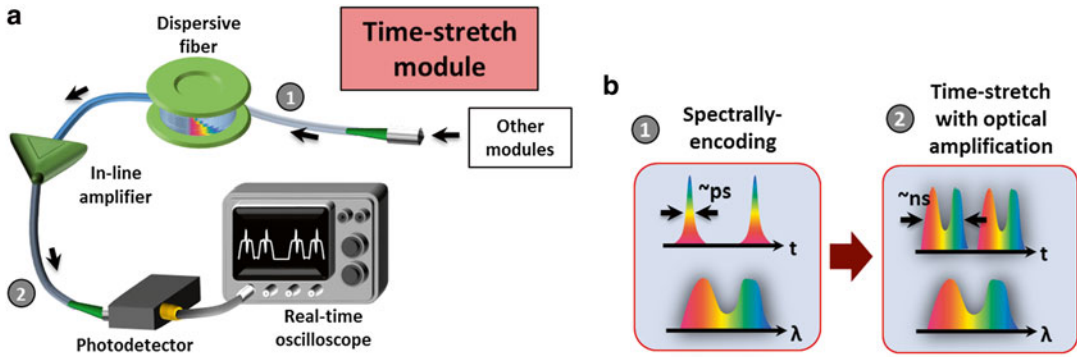 a
Dispersive
fiber
Time-stretch
module
1
Other
modules
In-line
amplifier
2
Photodetector
Real-time
oscilloscope
b
1
Spectrally-
encoding
~ps
t
λ
2
Time-stretch
with optical
amplification
~ns
t
λ